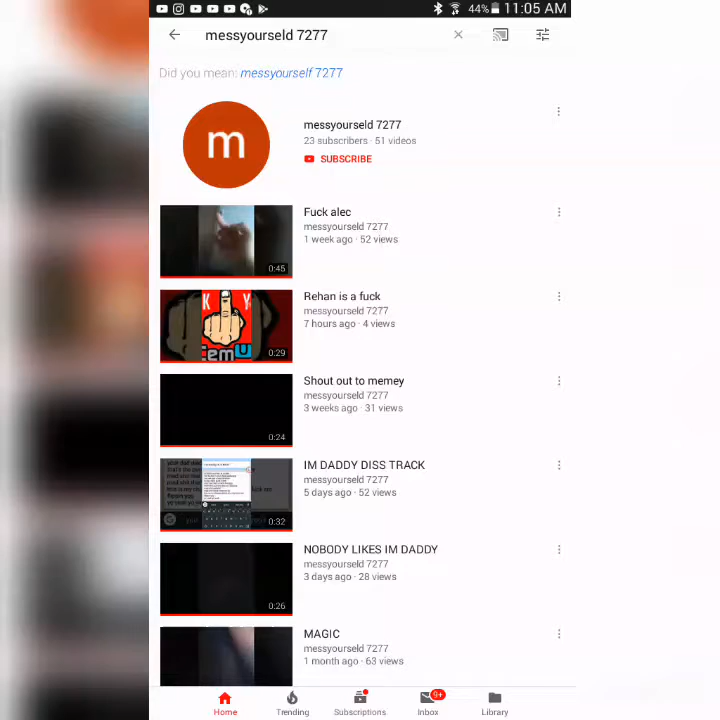 44% 11:05 AM
messyourseld 7277
Did you mean: messyourself 7277
m
messyourseld 7277
23 subscribers · 51 videos
SUBSCRIBE
Fuck alec
messyourseld 7277
1 week ago · 52 views
0:45
Rehan is a fuck
messyourseld 7277
7 hours ago · 4 views
K Y
cemu
0:29
Shout out to memey
messyourseld 7277
3 weeks ago · 31 views
0:24
IM DADDY DISS TRACK
messyourseld 7277
5 days ago · 52 views
0:32
NOBODY LIKES IM DADDY
messyourseld 7277
3 days ago · 28 views
0:26
MAGIC
messyourseld 7277
1 month ago · 63 views
9+
Home Trending Subscriptions Inbox Library